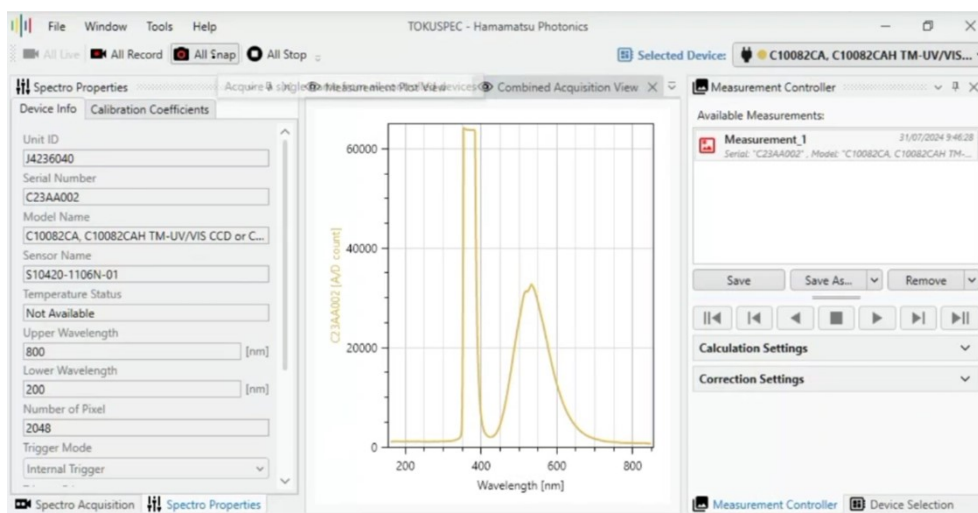 File Window Tools Help TOKUSPEC - Hamamatsu Photonics
All Live All Record All Snap All Stop Selected Device: C10082CA, C10082CAH TM-UV/VIS...
Spectro Properties Measurement Plot View Combined Acquisition View Measurement Controller
Device Info Calibration Coefficients
Unit ID
J4236040
Serial Number
C23AA002
Model Name
C10082CA, C10082CAH TM-UV/VIS CCD or C...
Sensor Name
S10420-1106N-01
Temperature Status
Not Available
Upper Wavelength
800 [nm]
Lower Wavelength
200 [nm]
Number of Pixel
2048
Trigger Mode
Internal Trigger
Spectro Acquisition Spectro Properties
C23AA002 [A/D count]
60000
40000
20000
0
200 400 600 800
Wavelength [nm]
Available Measurements:
Measurement_1 31/07/2024 9:46:28
Serial: "C23AA002" , Model: "C10082CA, C10082CAH TM-...
Save Save As... Remove
Calculation Settings
Correction Settings
Measurement Controller Device Selection